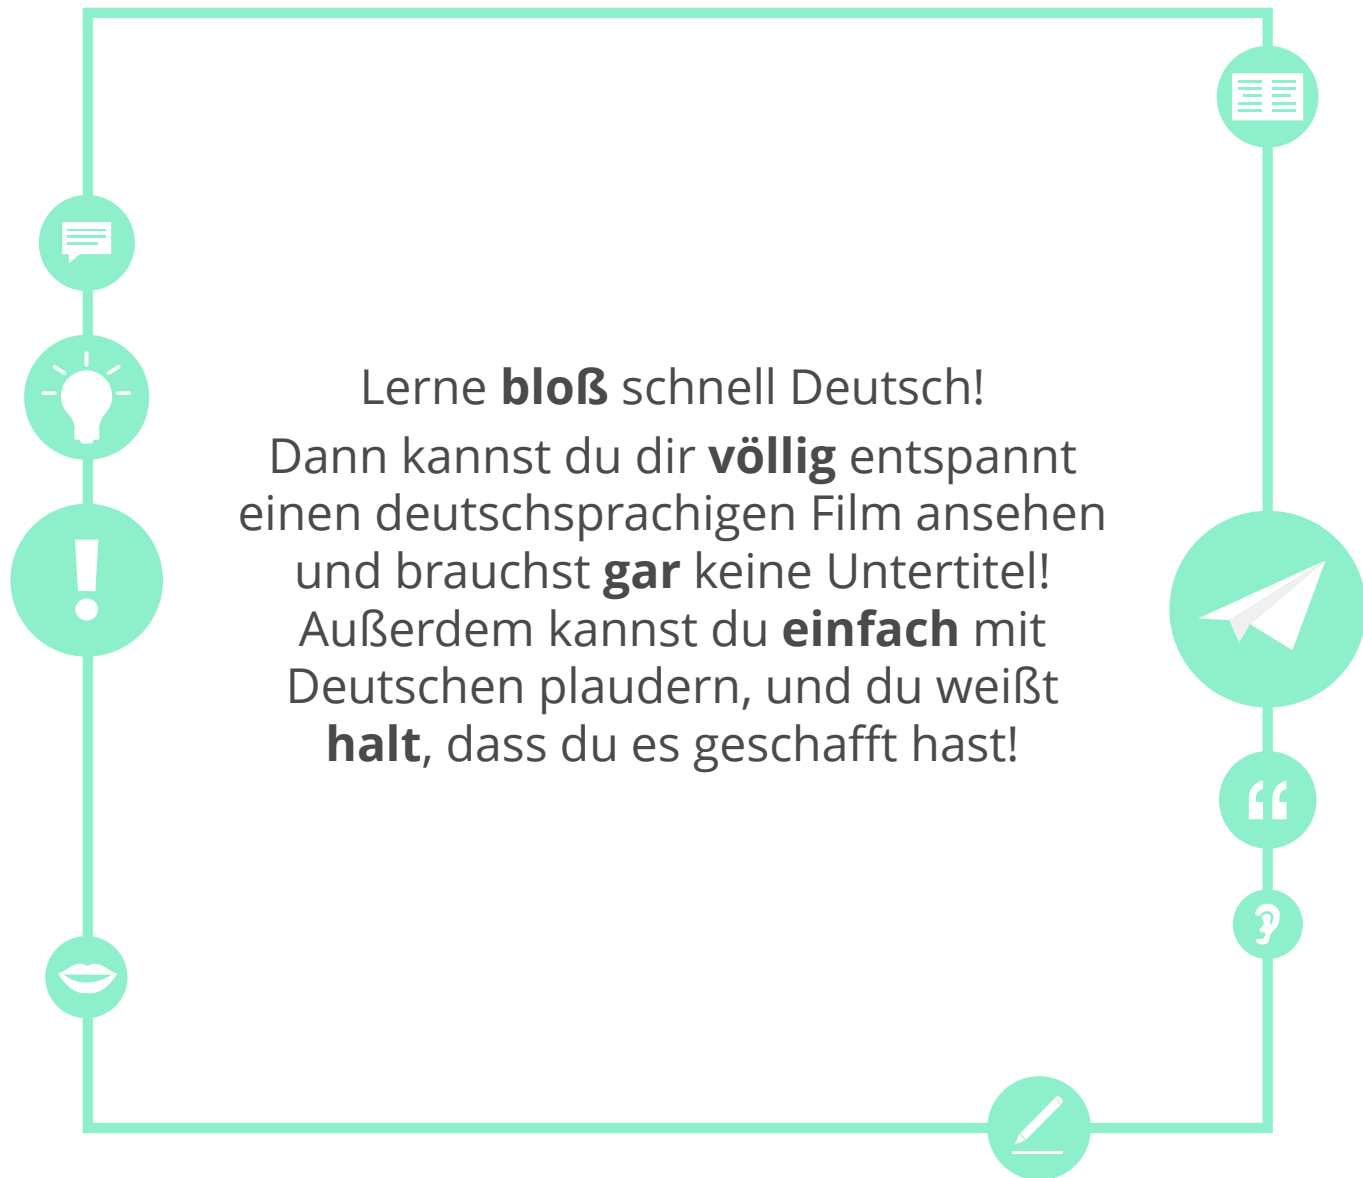 Lerne bloß schnell Deutsch!
Dann kannst du dir völlig entspannt
einen deutschsprachigen Film ansehen
und brauchst gar keine Untertitel!
Außerdem kannst du einfach mit
Deutschen plaudern, und du weißt
halt, dass du es geschafft hast!